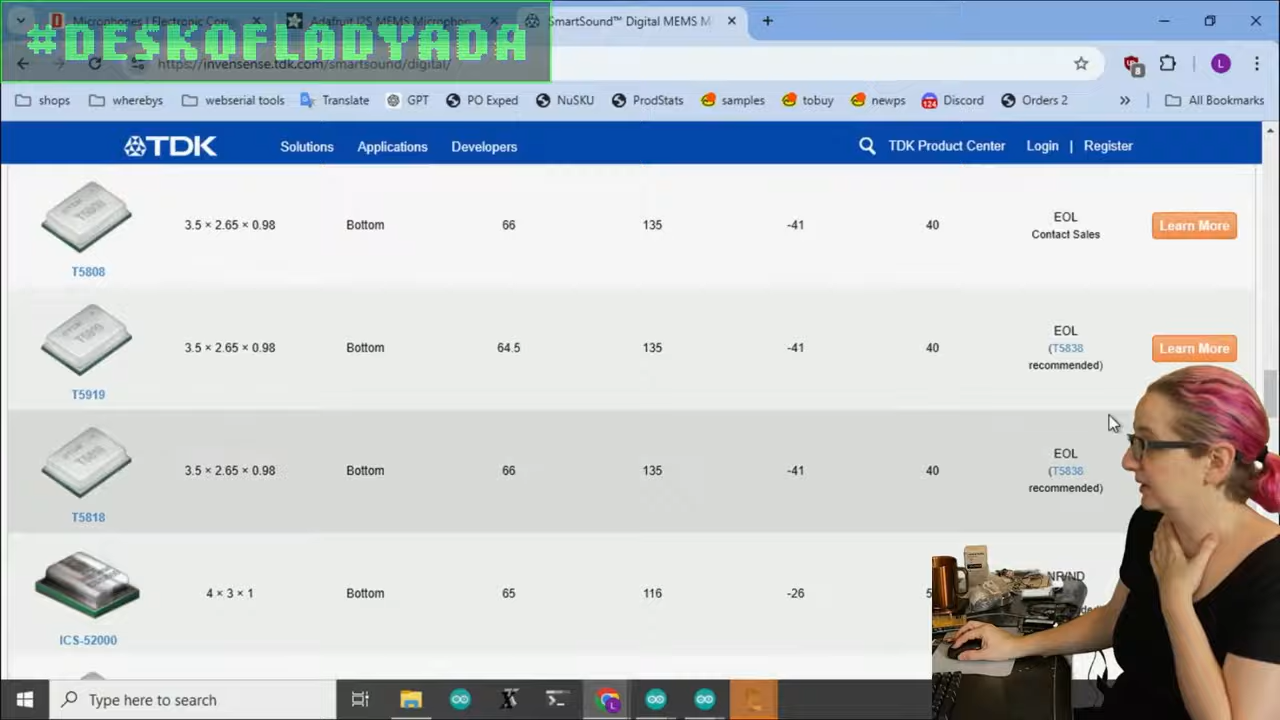 Microphones | Electronic Com
Adafruit I2S MEMS Microphon
SmartSound™ Digital MEMS M
#DESKOFLADYADA
https://invensense.tdk.com/smartsound/digital/
L
8
shops
whereby​s
webserial tools
Translate
GPT
PO Exped
NuSKU
ProdStats
samples
tobuy
newps
124
Discord
Orders 2
»
All Bookmarks
TDK
Solutions
Applications
Developers
TDK Product Center
Login
|
Register
3.5 × 2.65 × 0.98
Bottom
66
135
-41
40
EOL
Contact Sales
Learn More
T5808
3.5 × 2.65 × 0.98
Bottom
64.5
135
-41
40
EOL
(T5838
recommended)
Learn More
T5919
3.5 × 2.65 × 0.98
Bottom
66
135
-41
40
EOL
(T5838
recommended)
T5818
4 × 3 × 1
Bottom
65
116
-26
NR/ND
ICS-52000
Type here to search